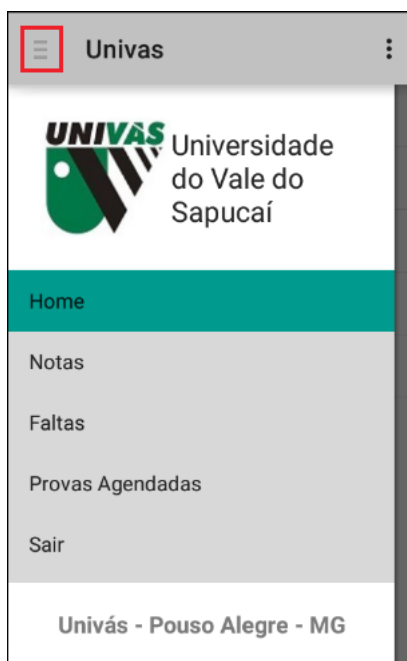 Univas
UNIVÁS
Universidade
do Vale do
Sapucaí
Home
Notas
Faltas
Provas Agendadas
Sair
Univás - Pouso Alegre - MG